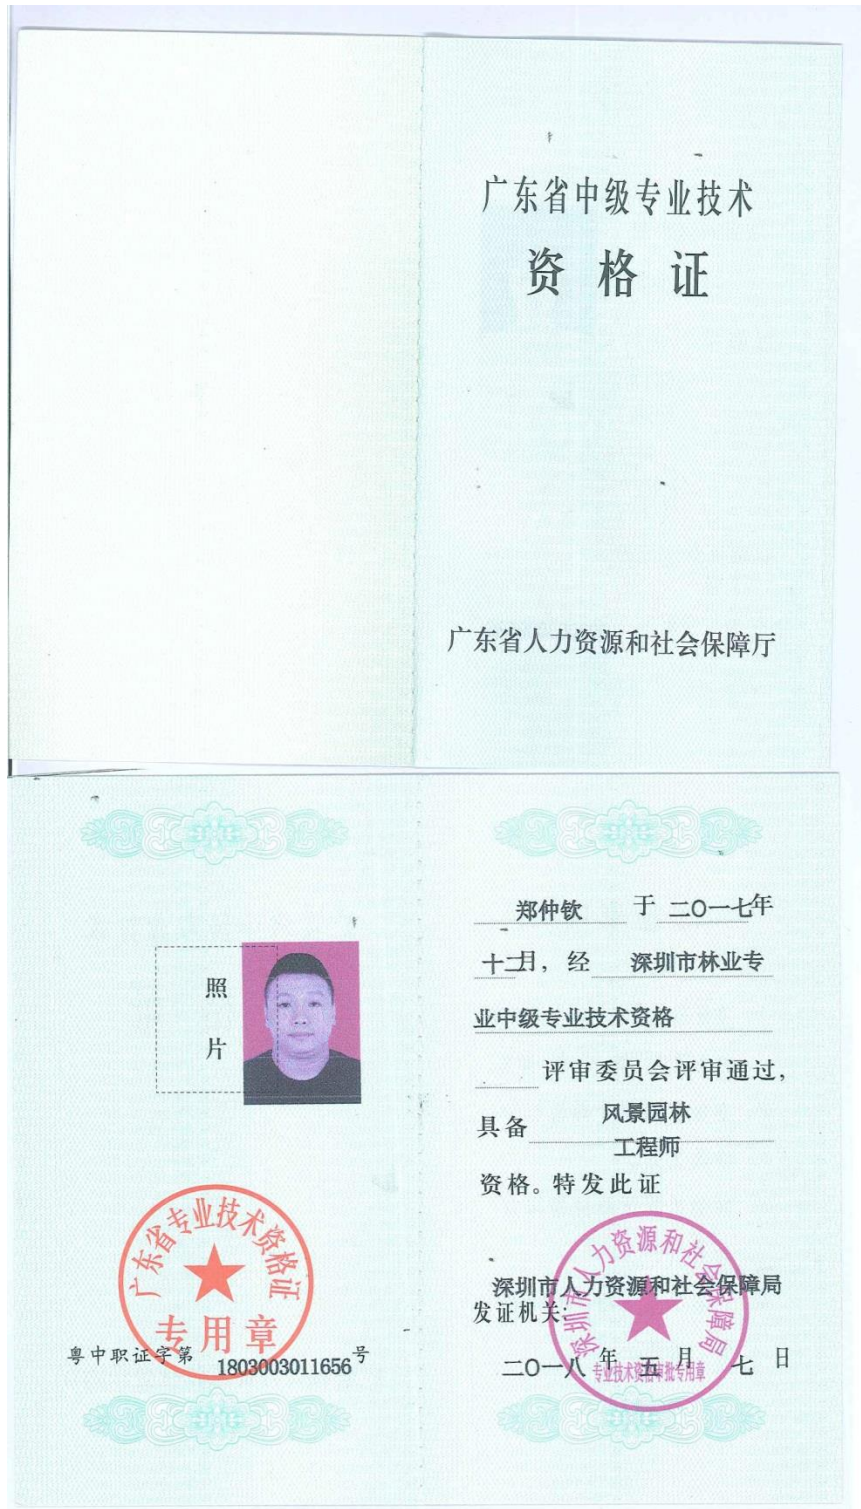 广东省中级专业技术
资格证
广东省人力资源和社会保障厅
照
片
广东省专业技术资格证
专用章
粤中职证字第 1803003011656 号
郑仲钦 于 二〇一七年
十二月，经 深圳市林业专
业中级专业技术资格
评审委员会评审通过，
具备 风景园林
工程师
资格。特发此证
深圳市人力资源和社会保障局
深圳市人力资源和社会保障局
发证机关：
二〇一八 年 五 月 七 日
专业技术资格审批专用章